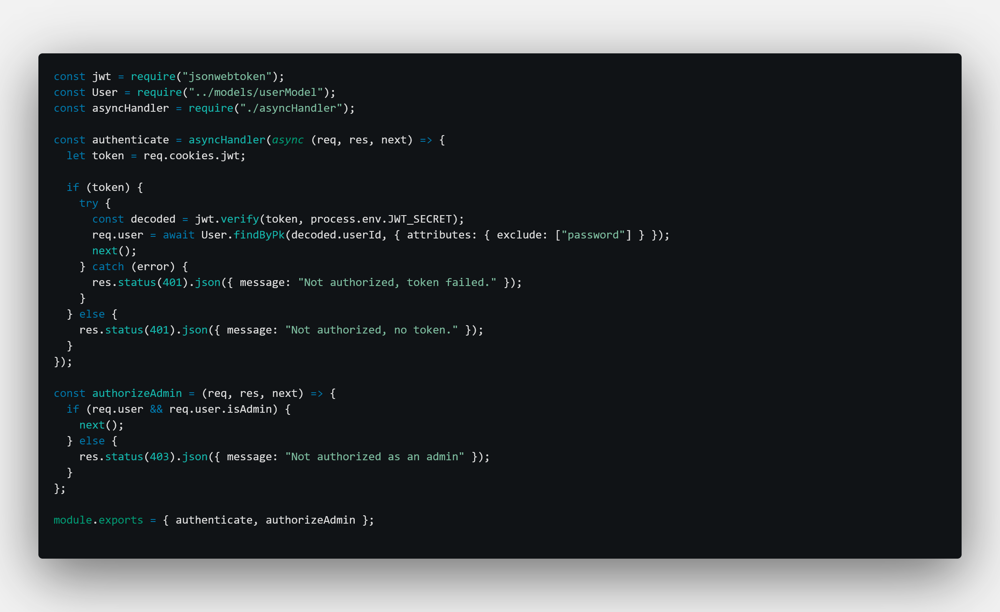 const jwt = require("jsonwebtoken");
const User = require("../models/userModel");
const asyncHandler = require("./asyncHandler");

const authenticate = asyncHandler(async (req, res, next) => {
  let token = req.cookies.jwt;

  if (token) {
    try {
      const decoded = jwt.verify(token, process.env.JWT_SECRET);
      req.user = await User.findByPk(decoded.userId, { attributes: { exclude: ["password"] } });
      next();
    } catch (error) {
      res.status(401).json({ message: "Not authorized, token failed." });
    }
  } else {
    res.status(401).json({ message: "Not authorized, no token." });
  }
});

const authorizeAdmin = (req, res, next) => {
  if (req.user && req.user.isAdmin) {
    next();
  } else {
    res.status(403).json({ message: "Not authorized as an admin" });
  }
};

module.exports = { authenticate, authorizeAdmin };